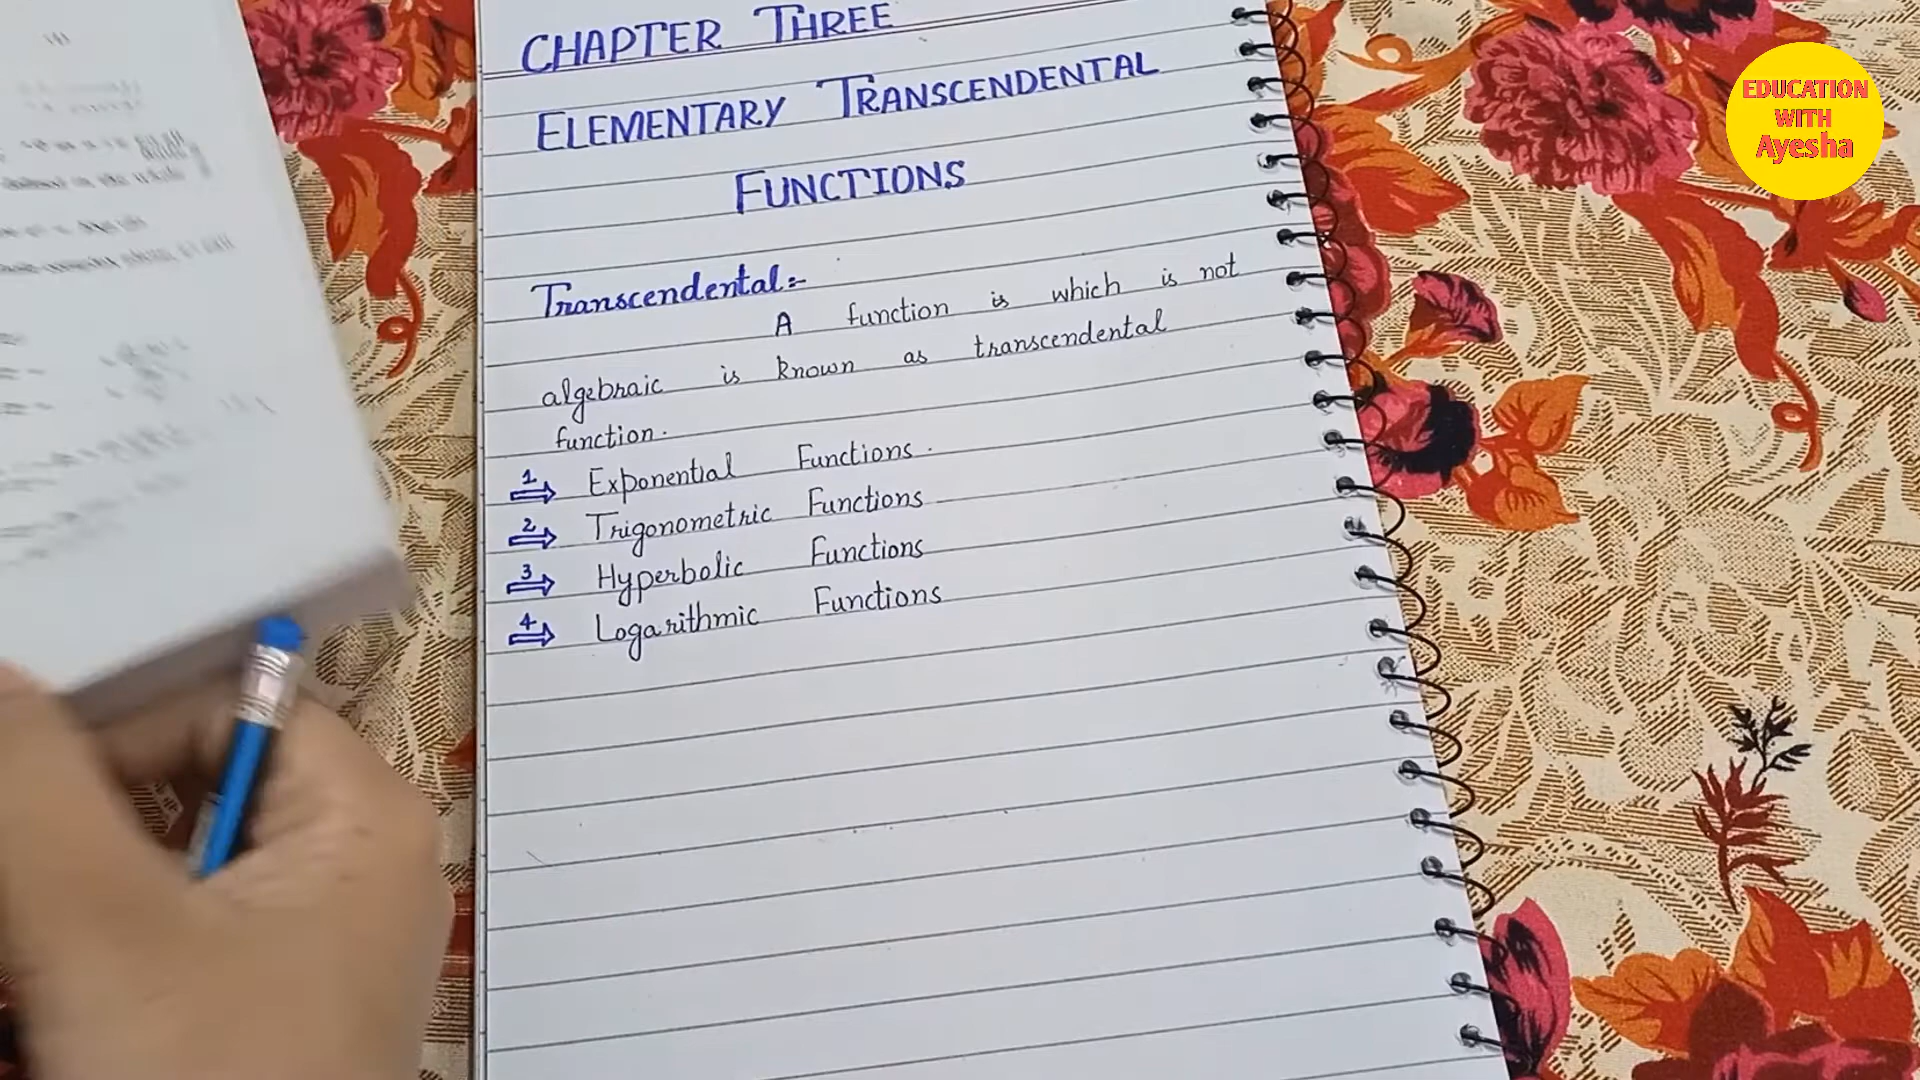 CHAPTER THREE
ELEMENTARY TRANSCENDENTAL
FUNCTIONS
Transcendental:-
A function is which is not
algebraic is known as transcendental
function.
1 Exponential Functions.
2 Trigonometric Functions
3 Hyperbolic Functions
4 Logarithmic Functions
EDUCATION
WITH
Ayesha